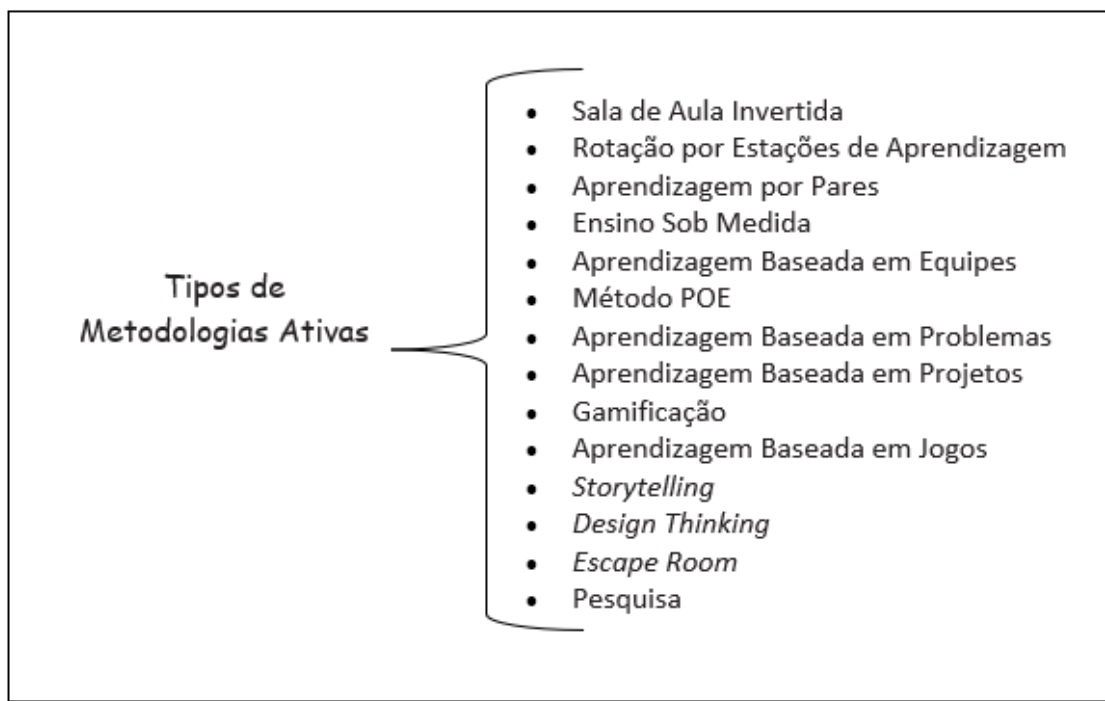 Tipos de
Metodologias Ativas
• Sala de Aula Invertida
• Rotação por Estações de Aprendizagem
• Aprendizagem por Pares
• Ensino Sob Medida
• Aprendizagem Baseada em Equipes
• Método POE
• Aprendizagem Baseada em Problemas
• Aprendizagem Baseada em Projetos
• Gamificação
• Aprendizagem Baseada em Jogos
• Storytelling
• Design Thinking
• Escape Room
• Pesquisa